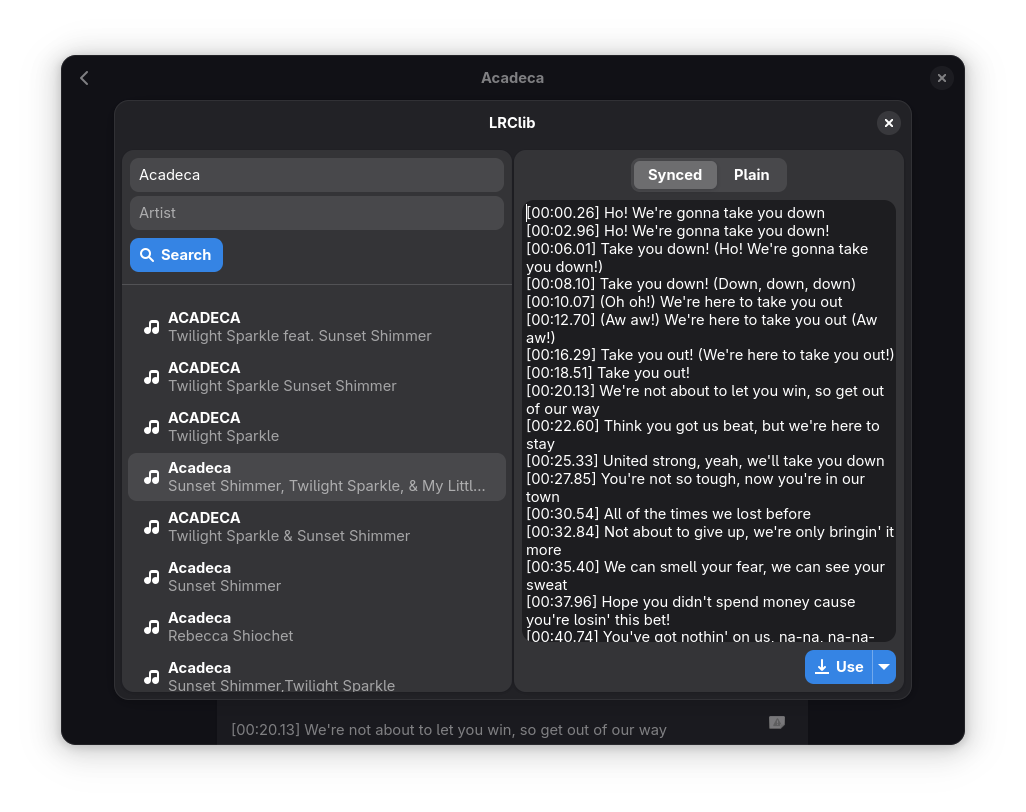 Acadeca
LRClib
Acadeca
Artist
Search
ACADECA
Twilight Sparkle feat. Sunset Shimmer
ACADECA
Twilight Sparkle Sunset Shimmer
ACADECA
Twilight Sparkle
Acadeca
Sunset Shimmer, Twilight Sparkle, & My Littl...
ACADECA
Twilight Sparkle & Sunset Shimmer
Acadeca
Sunset Shimmer
Acadeca
Rebecca Shiochet
Acadeca
Sunset Shimmer,Twilight Sparkle
Synced Plain
[00:00.26] Ho! We're gonna take you down
[00:02.96] Ho! We're gonna take you down!
[00:06.01] Take you down! (Ho! We're gonna take
you down!)
[00:08.10] Take you down! (Down, down, down)
[00:10.07] (Oh oh!) We're here to take you out
[00:12.70] (Aw aw!) We're here to take you out (Aw
aw!)
[00:16.29] Take you out! (We're here to take you out!)
[00:18.51] Take you out!
[00:20.13] We're not about to let you win, so get out
of our way
[00:22.60] Think you got us beat, but we're here to
stay
[00:25.33] United strong, yeah, we'll take you down
[00:27.85] You're not so tough, now you're in our
town
[00:30.54] All of the times we lost before
[00:32.84] Not about to give up, we're only bringin' it
more
[00:35.40] We can smell your fear, we can see your
sweat
[00:37.96] Hope you didn't spend money cause
you're losin' this bet!
[00:40.74] You've got nothin' on us, na-na, na-na-
Use
[00:20.13] We're not about to let you win, so get out of our way